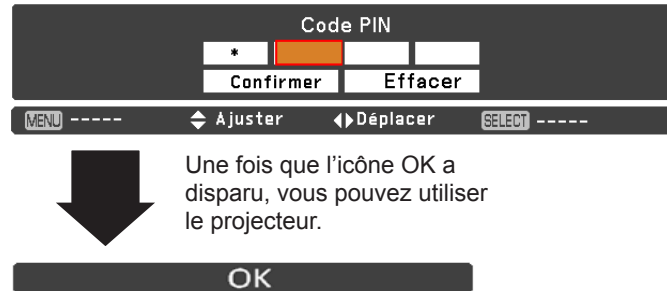 Code PIN
*
Confirmer Effacer
MENU ----- Ajuster Déplacer SELECT -----
Une fois que l’icône OK a
disparu, vous pouvez utiliser
le projecteur.
OK